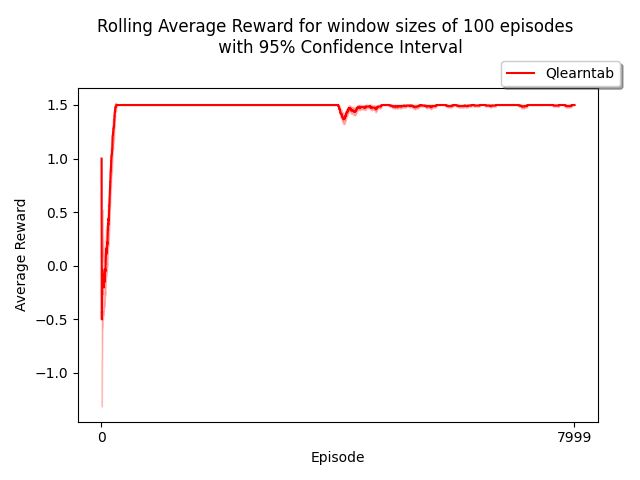 Rolling Average Reward for window sizes of 100 episodes
with 95% Confidence Interval
Qlearntab
1.5
1.0
0.5
0.0
−0.5
−1.0
Average Reward
0
7999
Episode